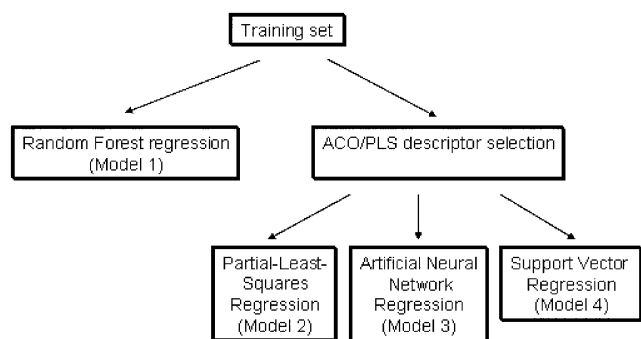 Training set
Random Forest regression
(Model 1)
ACO/PLS descriptor selection
Partial-Least-
Squares
Regression
(Model 2)
Artificial Neural
Network
Regression
(Model 3)
Support Vector
Regression
(Model 4)